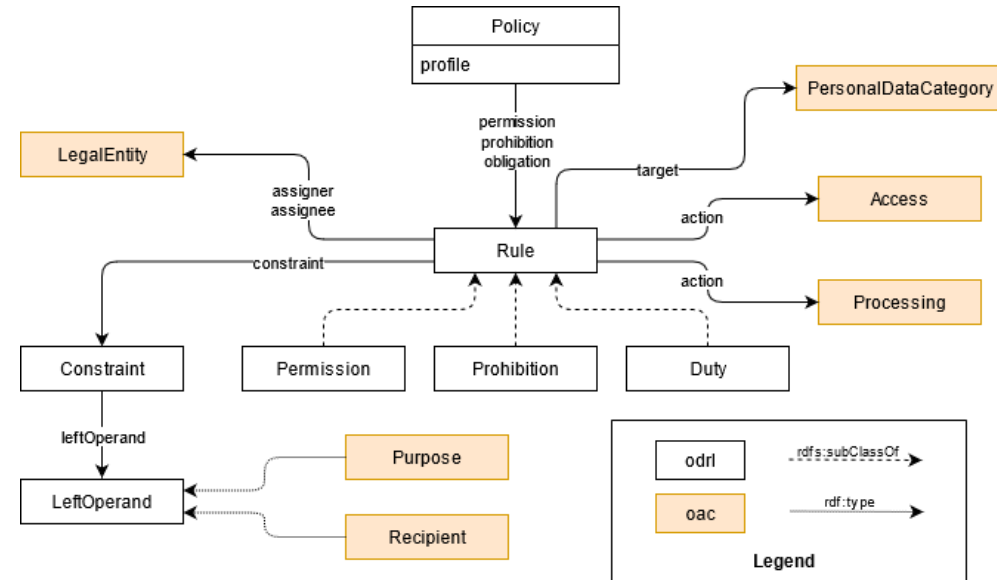 Policy
profile
PersonalDataCategory
permission
prohibition
obligation
LegalEntity
target
assigner
assignee
action
Access
Rule
constraint
action
Processing
Constraint
Permission
Prohibition
Duty
leftOperand
odrl
rdfs:subClassOf
Purpose
LeftOperand
oac
rdf:type
Recipient
Legend